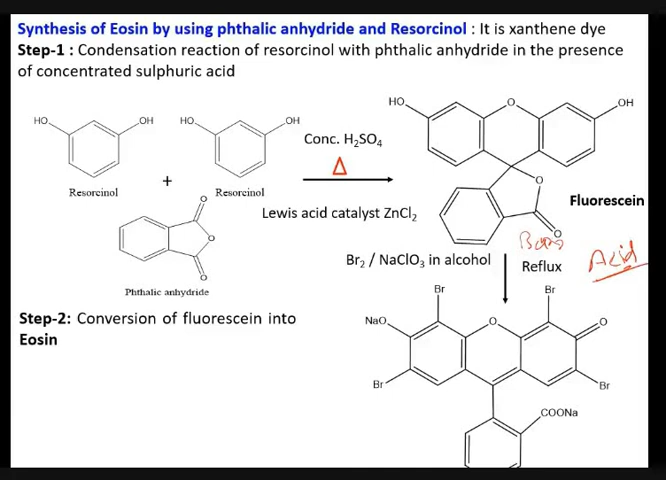 Synthesis of Eosin by using phthalic anhydride and Resorcinol : It is xanthene dye
Step-1 : Condensation reaction of resorcinol with phthalic anhydride in the presence
of concentrated sulphuric acid
HO OH HO OH
Resorcinol + Resorcinol
Conc. H₂SO₄
Δ
Lewis acid catalyst ZnCl₂
HO O OH
O
O
Fluorescein
O
O
O
Phthalic anhydride
Br₂ / NaClO₃ in alcohol
Reflux
Acid
Step-2: Conversion of fluorescein into
Eosin
Br Br
NaO O O
Br Br
COONa